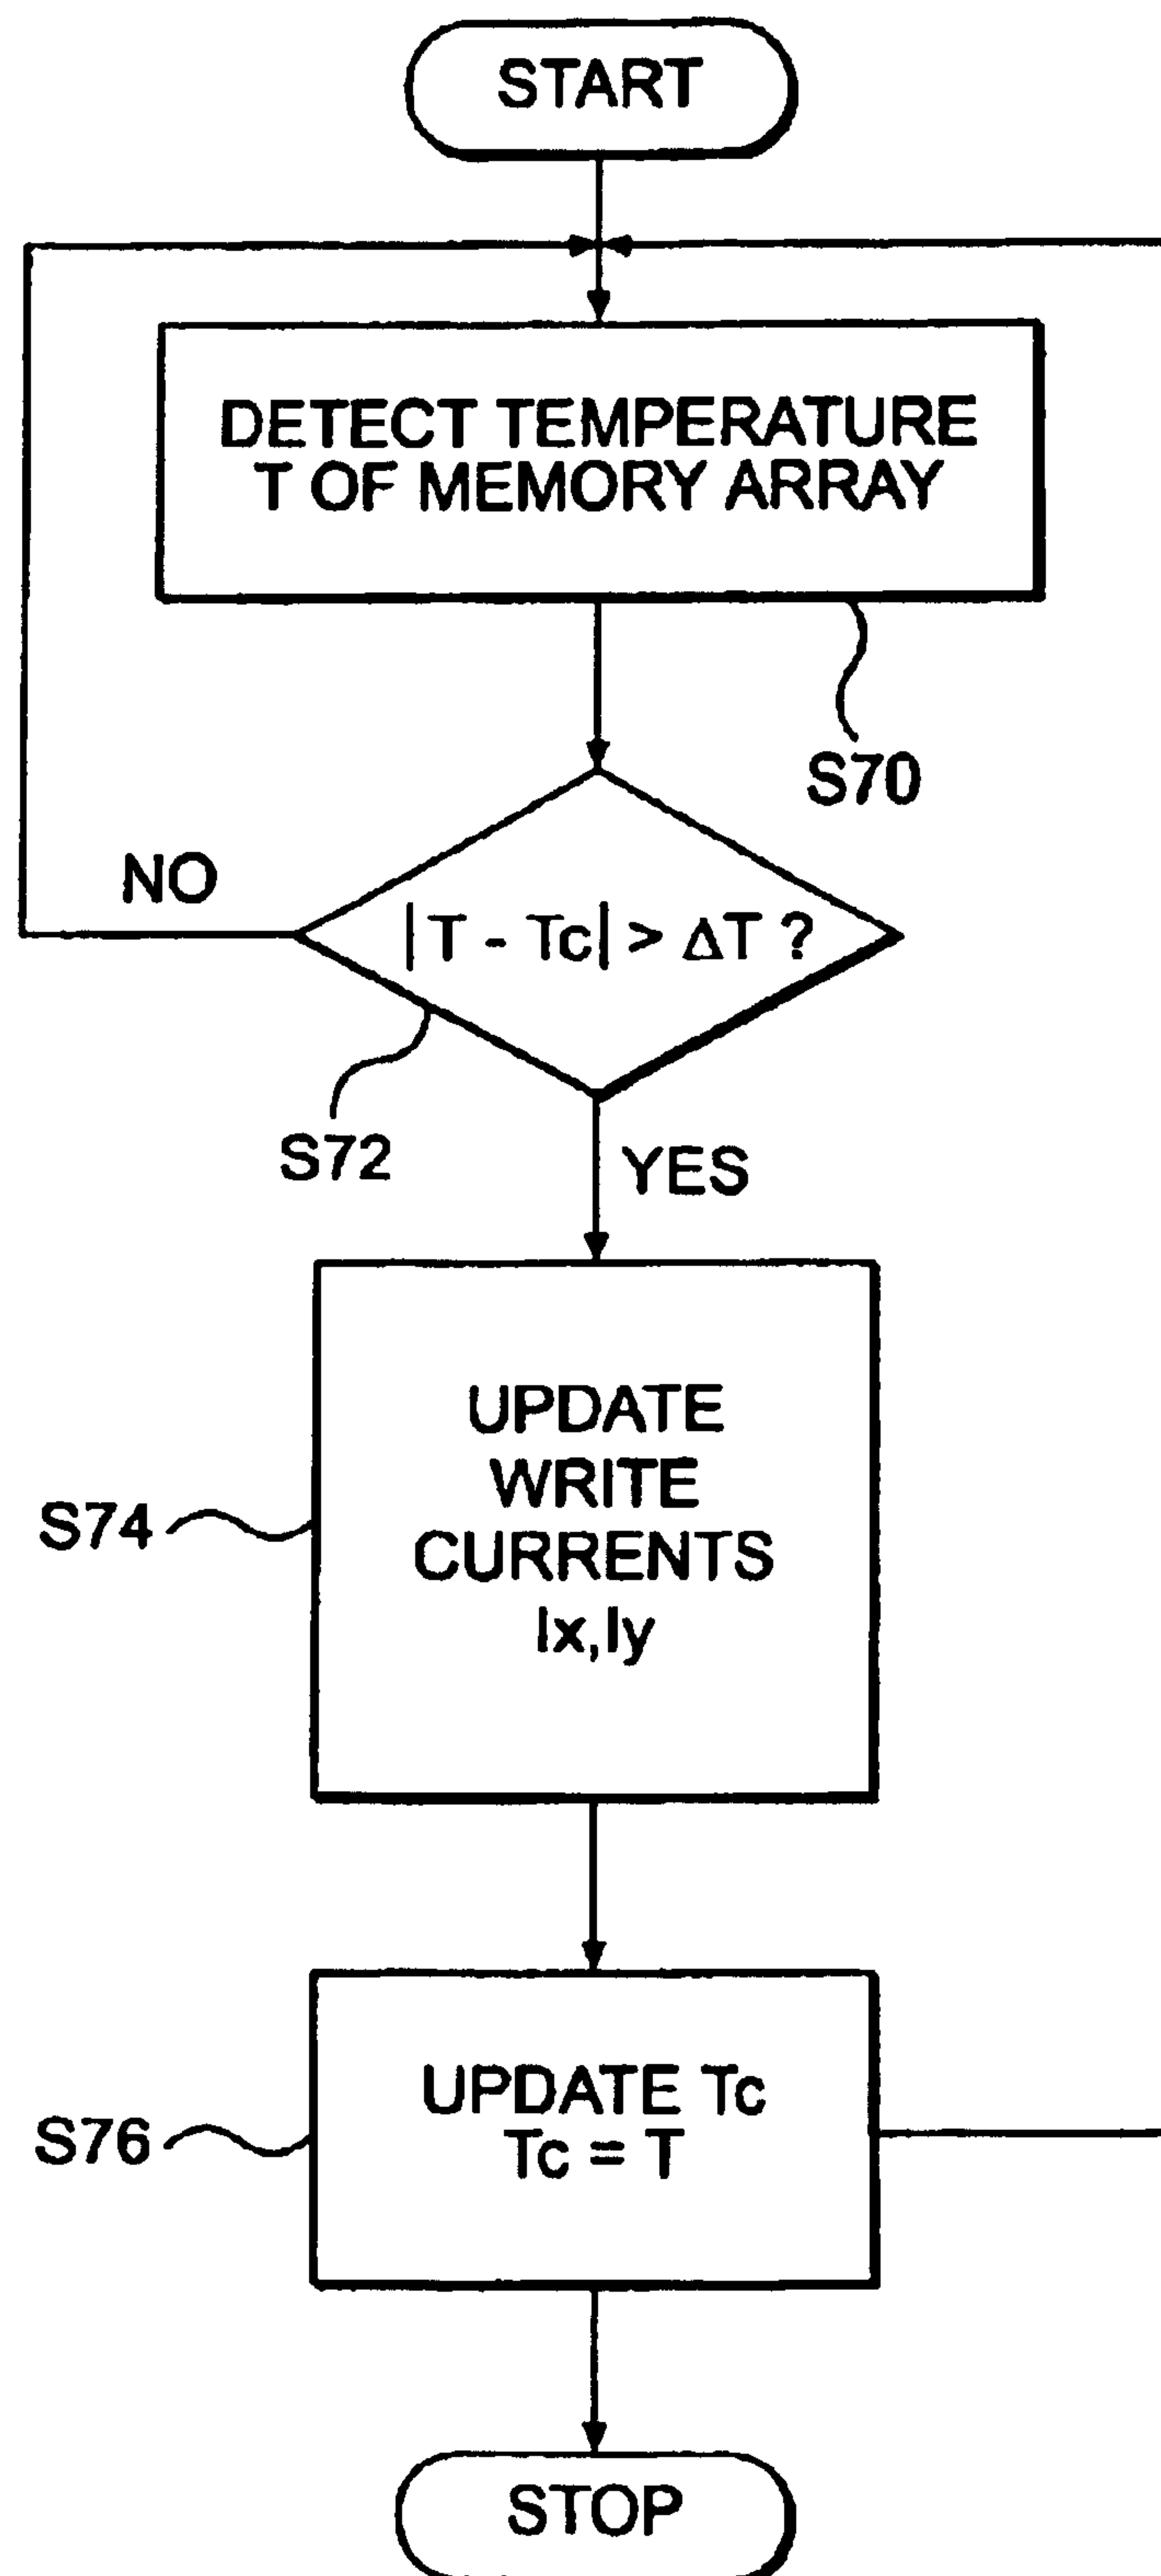 START
DETECT TEMPERATURE
T OF MEMORY ARRAY
S70
NO
|T - Tc| > ΔT ?
S72
YES
UPDATE
WRITE
CURRENTS
Ix,Iy
S74
UPDATE Tc
Tc = T
S76
STOP